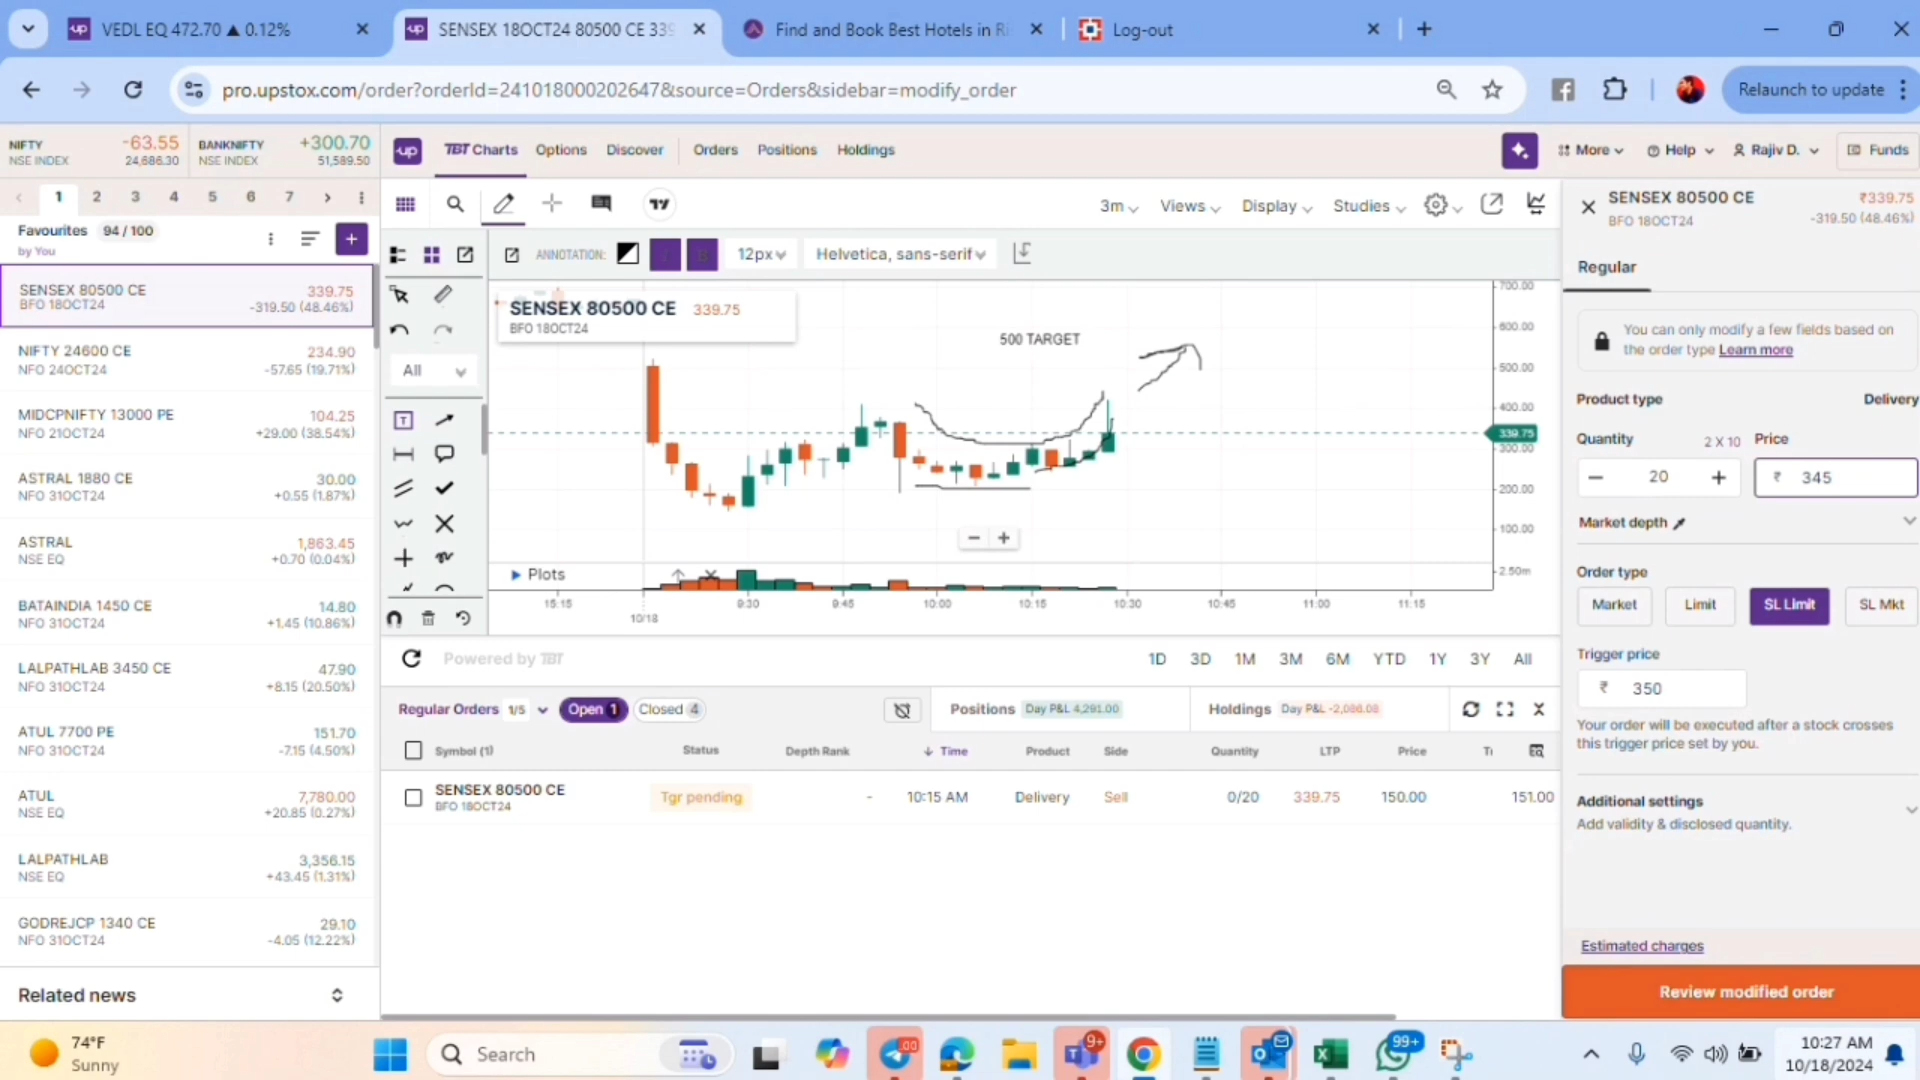 VEDL EQ 472.70 ▲ 0.12%
SENSEX 18OCT24 80500 CE 339
Find and Book Best Hotels in Ri
Log-out
pro.upstox.com/order?orderId=241018000202647&source=Orders&sidebar=modify_order
Relaunch to update
NIFTY -63.55
NSE INDEX 24,686.30
BANKNIFTY +300.70
NSE INDEX 51,589.50
up
TBT Charts Options Discover Orders Positions Holdings
More Help Rajiv D. Funds
1 2 3 4 5 6 7
Favourites 94 / 100
by You
SENSEX 80500 CE 339.75
BFO 18OCT24 -319.50 (48.46%)
NIFTY 24600 CE 234.90
NFO 24OCT24 -57.65 (19.71%)
MIDCPNIFTY 13000 PE 104.25
NFO 21OCT24 +29.00 (38.54%)
ASTRAL 1880 CE 30.00
NFO 31OCT24 +0.55 (1.87%)
ASTRAL 1,863.45
NSE EQ +0.70 (0.04%)
BATAINDIA 1450 CE 14.80
NFO 31OCT24 +1.45 (10.86%)
LALPATHLAB 3450 CE 47.90
NFO 31OCT24 +8.15 (20.50%)
ATUL 7700 PE 151.70
NFO 31OCT24 -7.15 (4.50%)
ATUL 7,780.00
NSE EQ +20.85 (0.27%)
LALPATHLAB 3,356.15
NSE EQ +43.45 (1.31%)
GODREJCP 1340 CE 29.10
NFO 31OCT24 -4.05 (12.22%)
Related news
3m Views Display Studies
ANNOTATION: 12px Helvetica, sans-serif
All
SENSEX 80500 CE 339.75
BFO 18OCT24
500 TARGET
700.00
600.00
500.00
400.00
339.75
300.00
200.00
100.00
2.50m
Plots
15:15 9:30 9:45 10:00 10:15 10:30 10:45 11:00 11:15
10/18
Powered by TBT
1D 3D 1M 3M 6M YTD 1Y 3Y All
Regular Orders 1/5 Open 1 Closed 4
Positions Day P&L 4,291.00
Holdings Day P&L -2,086.08
Symbol (1) Status Depth Rank Time Product Side Quantity LTP Price
SENSEX 80500 CE Tgr pending - 10:15 AM Delivery Sell 0/20 339.75 150.00 151.00
BFO 18OCT24
SENSEX 80500 CE ₹339.75
BFO 18OCT24 -319.50 (48.46%)
Regular
You can only modify a few fields based on
the order type Learn more
Product type Delivery
Quantity 2 X 10 Price
20 ₹ 345
Market depth
Order type
Market Limit SL Limit SL Mkt
Trigger price
₹ 350
Your order will be executed after a stock crosses
this trigger price set by you.
Additional settings
Add validity & disclosed quantity.
Estimated charges
Review modified order
74°F
Sunny
Search
9+
99+
10:27 AM
10/18/2024